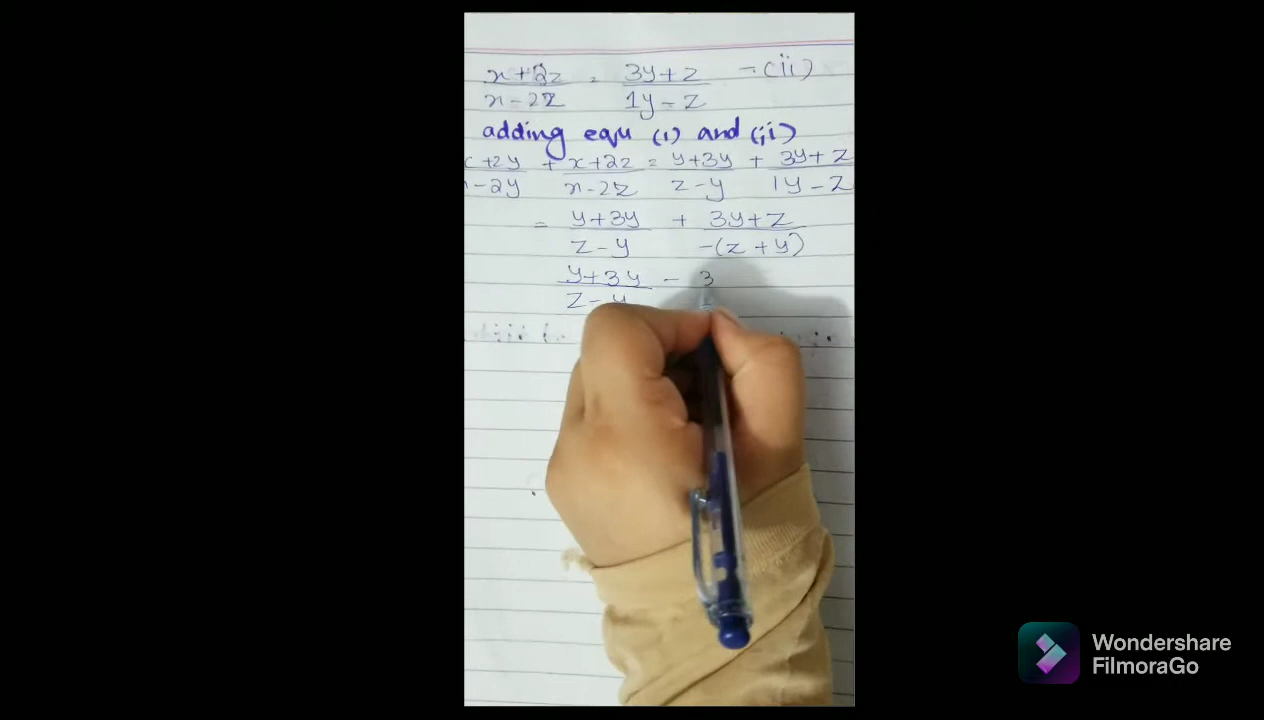 x+2z = 3y+z -(ii)
x-2z 1y-z
adding equ (i) and (ii)
x+2y + x+2z = y+3y + 3y+z
-2y x-2z z-y 1y-z
= y+3y + 3y+z
z-y -(z+y)
y+3y - 3
z-y
Wondershare
FilmoraGo